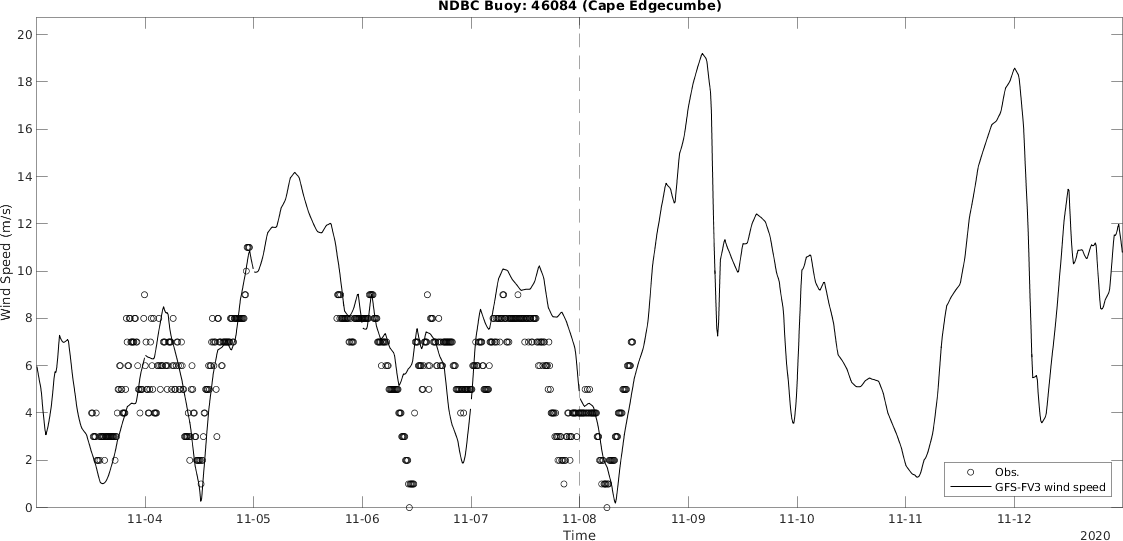 NDBC Buoy: 46084 (Cape Edgecumbe)
20
18
16
14
12
10
8
6
4
2
0
Wind Speed (m/s)
Obs.
GFS-FV3 wind speed
11-04 11-05 11-06 11-07 11-08 11-09 11-10 11-11 11-12
Time
2020